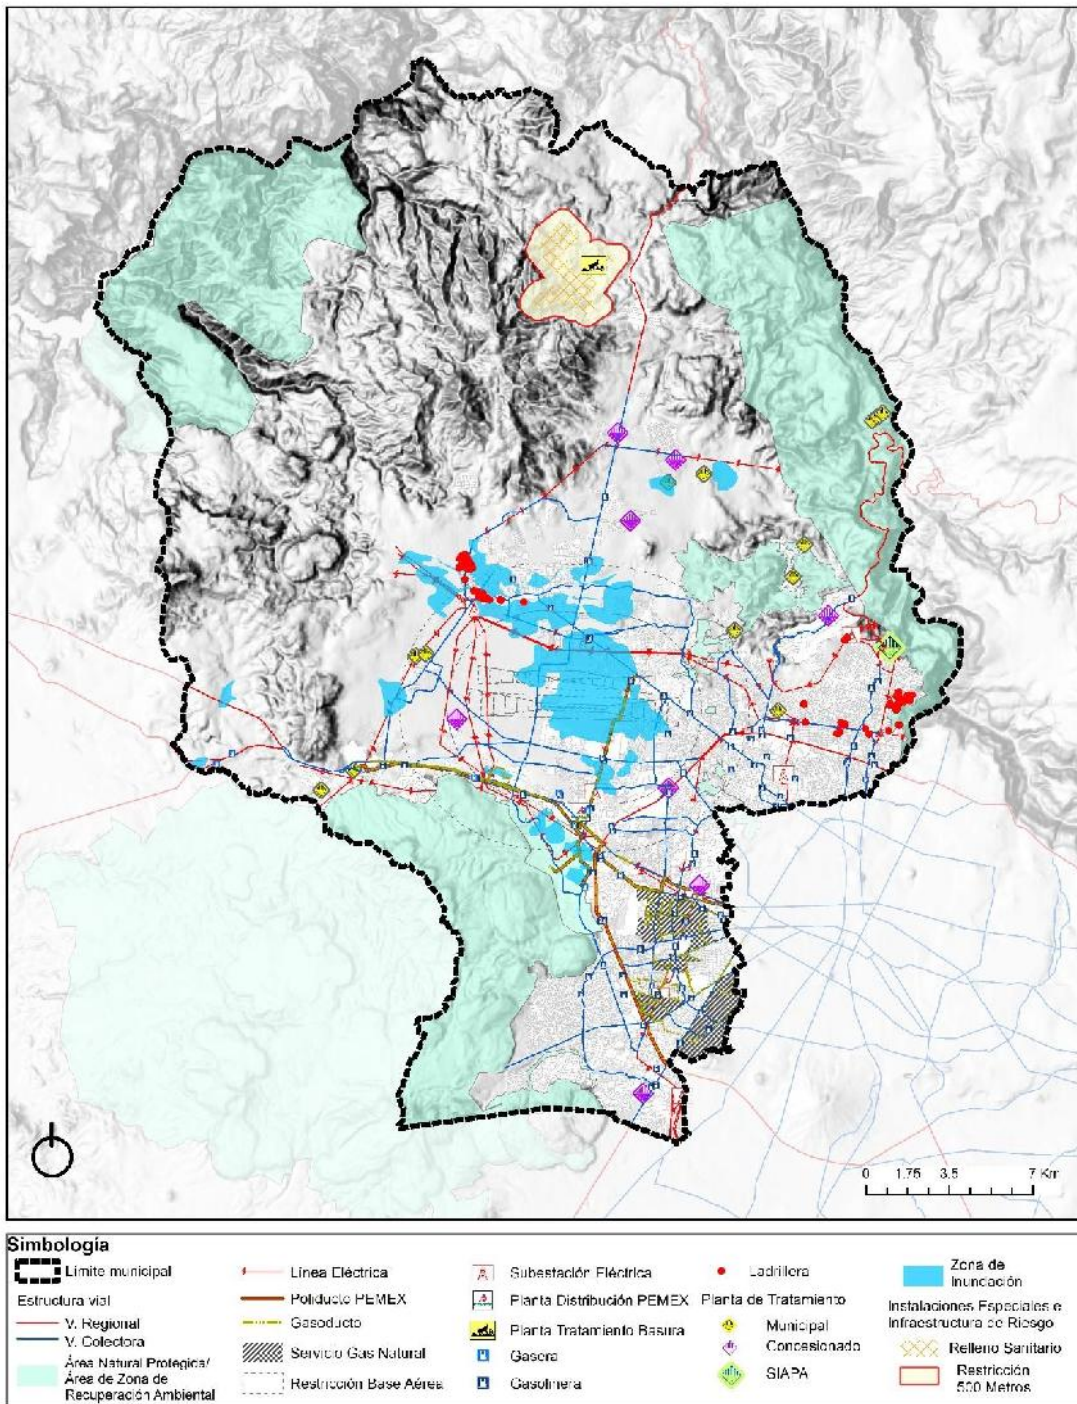 0 1.75 3.5 7 Km
Simbología
Límite municipal
Estructura vial
V. Regional
V. Colectora
Área Natural Protegida/
Área de Zona de
Recuperación Ambiental
Línea Eléctrica
Poliducto PEMEX
Gasoducto
Servicio Gas Natural
Restricción Base Aérea
Subestación Eléctrica
Planta Distribución PEMEX
Planta Tratamiento Basura
Gasera
Gasolinera
Ladrillera
Planta de Tratamiento
Municipal
Concesionado
SIAPA
Zona de
Inundación
Instalaciones Especiales e
Infraestructura de Riesgo
Relleno Sanitario
Restricción
500 Metros